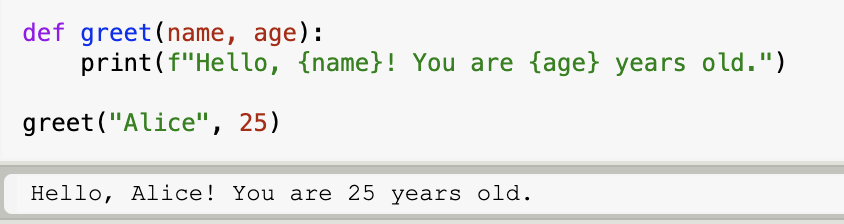 def greet(name, age):
    print(f"Hello, {name}! You are {age} years old.")
greet("Alice", 25)
Hello, Alice! You are 25 years old.